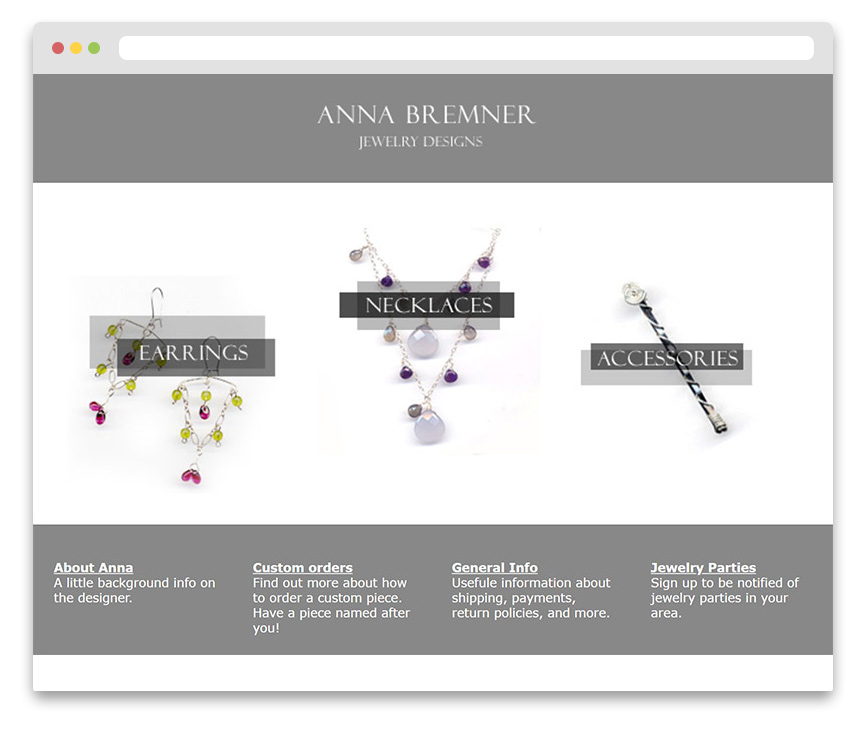 ANNA BREMNER
JEWELRY DESIGNS
EARRINGS
NECKLACES
ACCESSORIES
About Anna
A little background info on
the designer.
Custom orders
Find out more about how
to order a custom piece.
Have a piece named after
you!
General Info
Usefule information about
shipping, payments,
return policies, and more.
Jewelry Parties
Sign up to be notified of
jewelry parties in your
area.